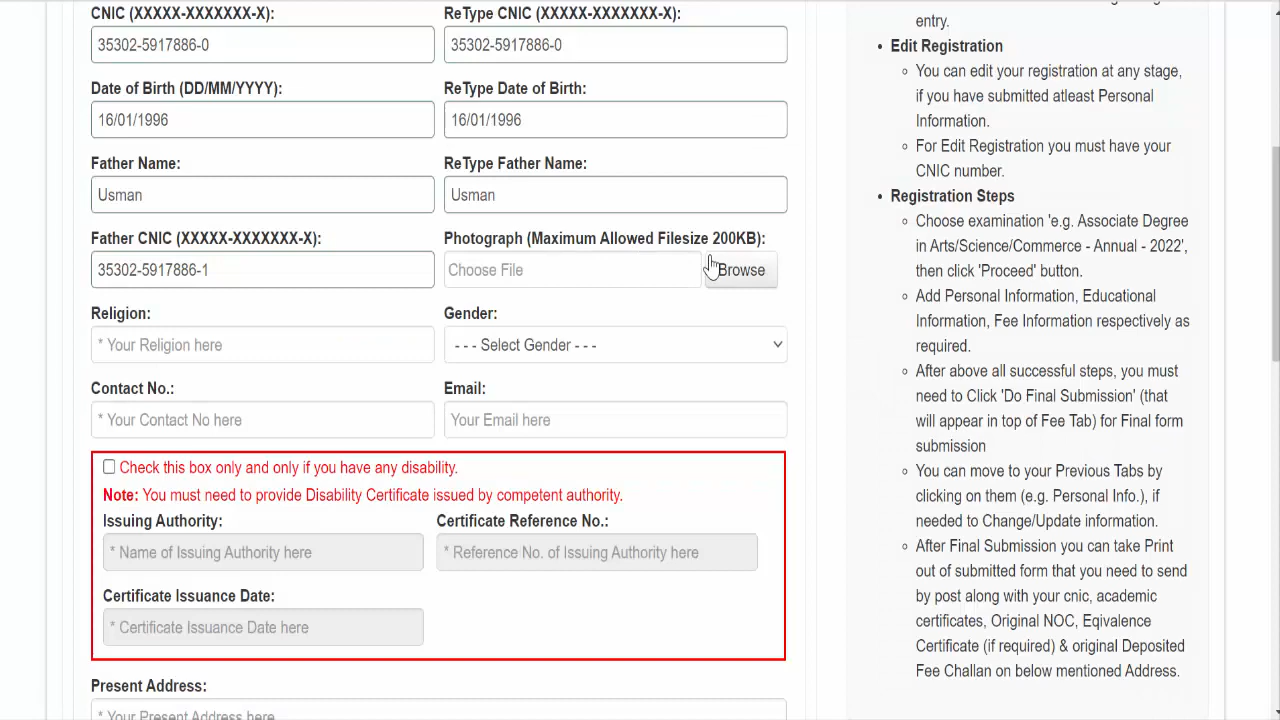 CNIC (XXXXX-XXXXXXX-X):
ReType CNIC (XXXXX-XXXXXXX-X):
35302-5917886-0
35302-5917886-0
Date of Birth (DD/MM/YYYY):
ReType Date of Birth:
16/01/1996
16/01/1996
Father Name:
ReType Father Name:
Usman
Usman
Father CNIC (XXXXX-XXXXXXX-X):
Photograph (Maximum Allowed Filesize 200KB):
35302-5917886-1
Choose File
Browse
Religion:
Gender:
* Your Religion here
- - - Select Gender - - -
Contact No.:
Email:
* Your Contact No here
Your Email here
Check this box only and only if you have any disability.
Note: You must need to provide Disability Certificate issued by competent authority.
Issuing Authority:
Certificate Reference No.:
* Name of Issuing Authority here
* Reference No. of Issuing Authority here
Certificate Issuance Date:
* Certificate Issuance Date here
Present Address:
* Your Present Address here
entry.
• Edit Registration
◦ You can edit your registration at any stage,
if you have submitted atleast Personal
Information.
◦ For Edit Registration you must have your
CNIC number.
• Registration Steps
◦ Choose examination 'e.g. Associate Degree
in Arts/Science/Commerce - Annual - 2022',
then click 'Proceed' button.
◦ Add Personal Information, Educational
Information, Fee Information respectively as
required.
◦ After above all successful steps, you must
need to Click 'Do Final Submission' (that
will appear in top of Fee Tab) for Final form
submission
◦ You can move to your Previous Tabs by
clicking on them (e.g. Personal Info.), if
needed to Change/Update information.
◦ After Final Submission you can take Print
out of submitted form that you need to send
by post along with your cnic, academic
certificates, Original NOC, Eqivalence
Certificate (if required) & original Deposited
Fee Challan on below mentioned Address.